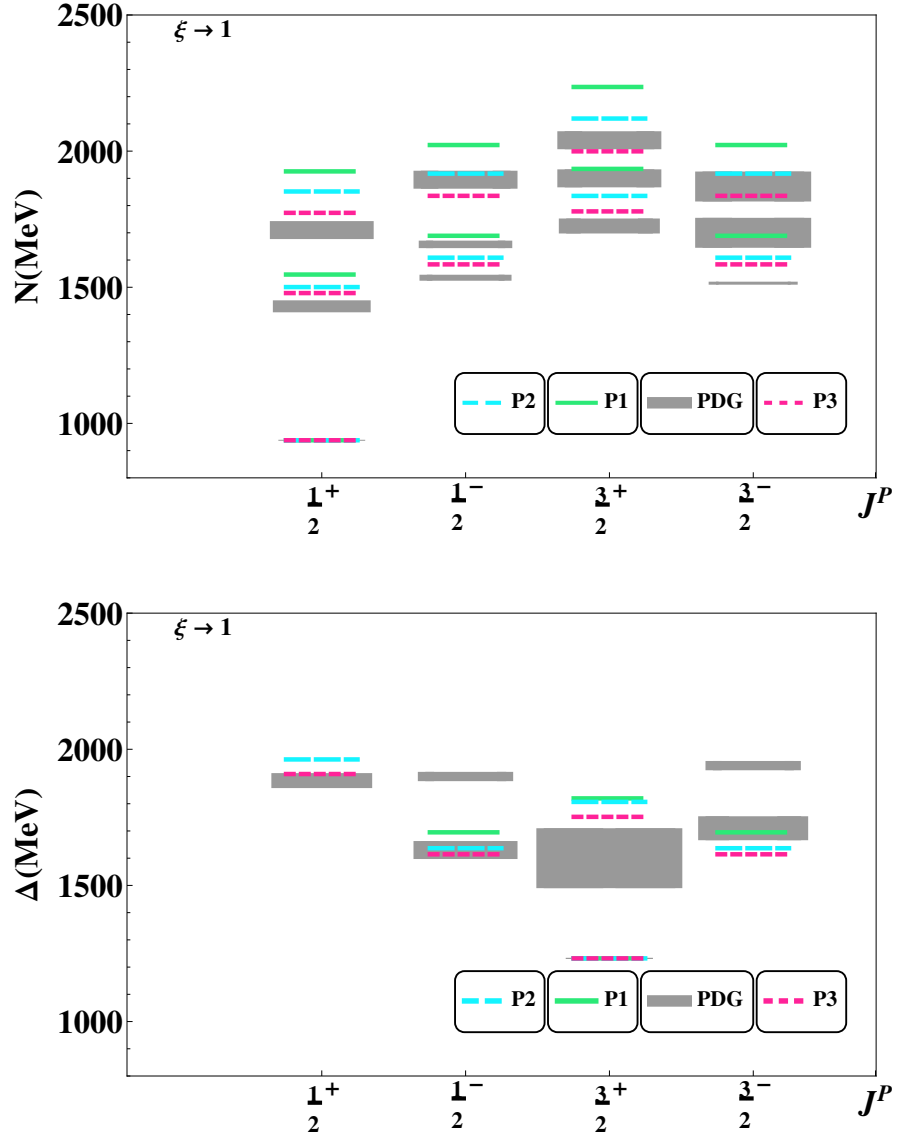 2500
ξ → 1
2000
N(MeV)
1500
P2 P1 PDG P3
1000
1/2+ 1/2− 3/2+ 3/2− J^P
2500
ξ → 1
2000
Δ(MeV)
1500
P2 P1 PDG P3
1000
1/2+ 1/2− 3/2+ 3/2− J^P